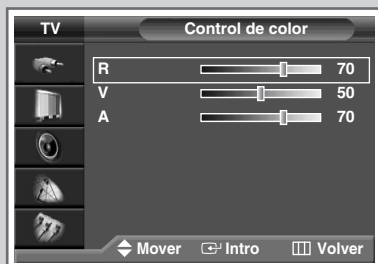 TV Control de color
R 70
V 50
A 70
Mover Intro Volver